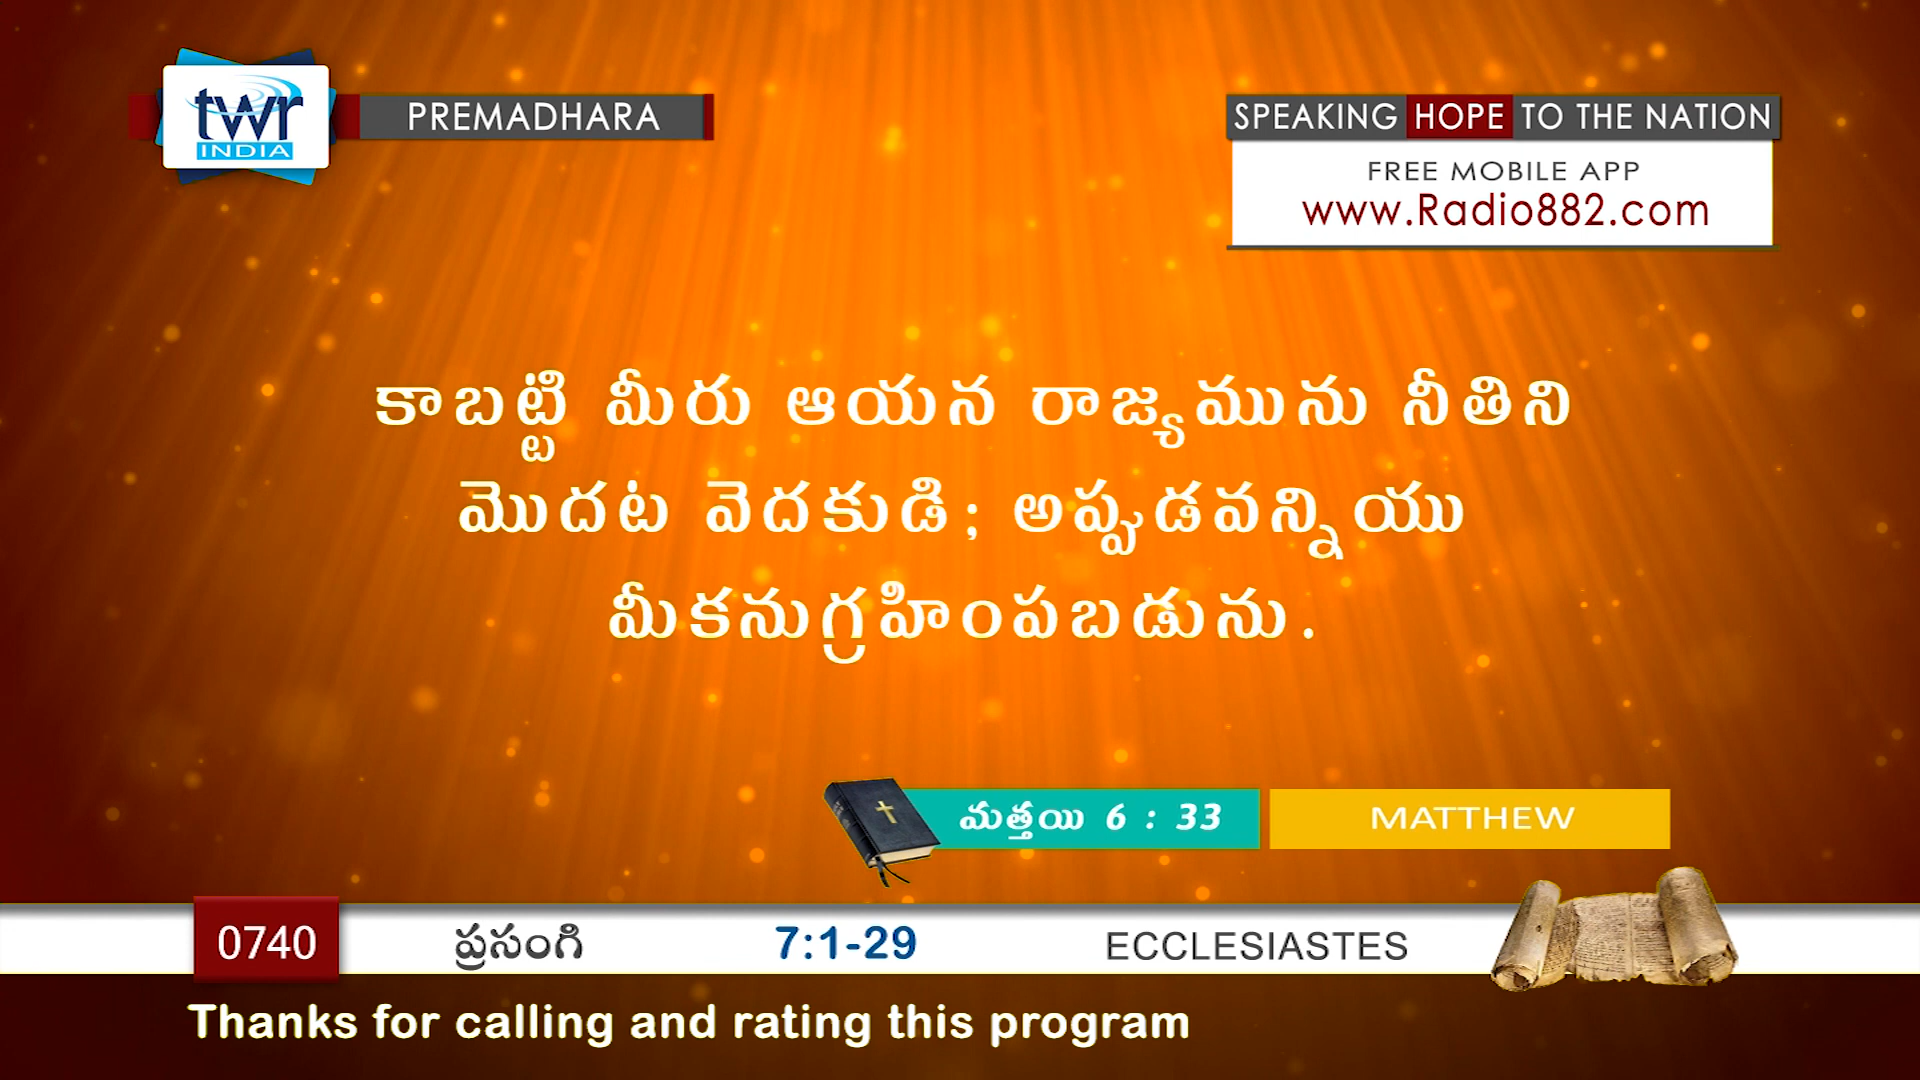 twr
INDIA
PREMADHARA
SPEAKING HOPE TO THE NATION
FREE MOBILE APP
www.Radio882.com
కాబట్టి మీరు ఆయన రాజ్యమును నీతిని
మొదట వెదకుడి; అప్పుడవన్నియు
మీకనుగ్రహింపబడును.
మత్తయి 6 : 33
MATTHEW
0740 ప్రసంగి 7:1-29 ECCLESIASTES
Thanks for calling and rating this program